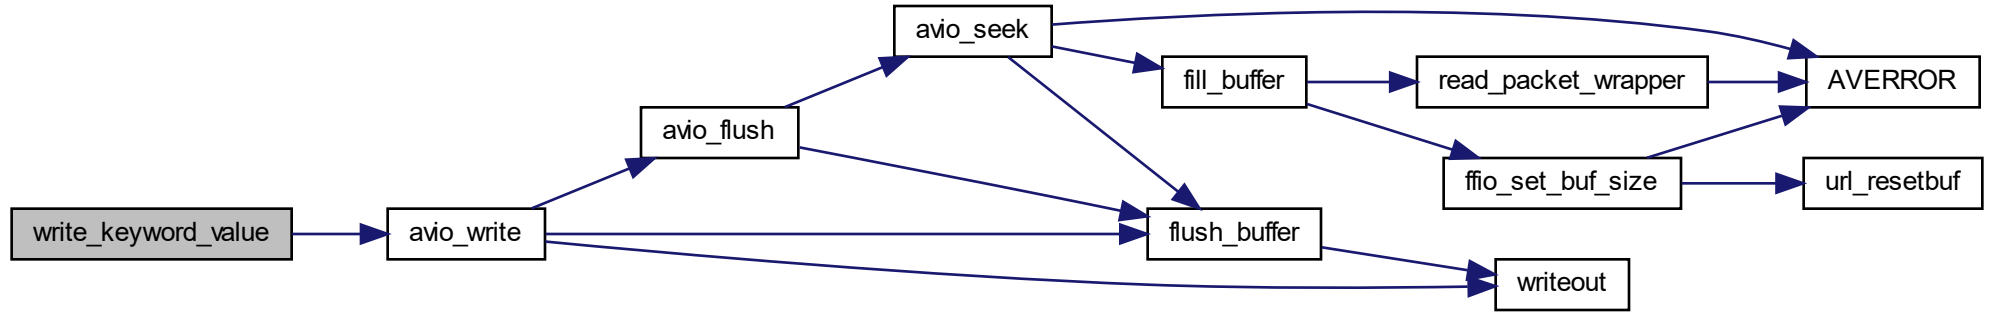 write_keyword_value
avio_write
avio_flush
avio_seek
flush_buffer
fill_buffer
read_packet_wrapper
ffio_set_buf_size
writeout
AVERROR
url_resetbuf